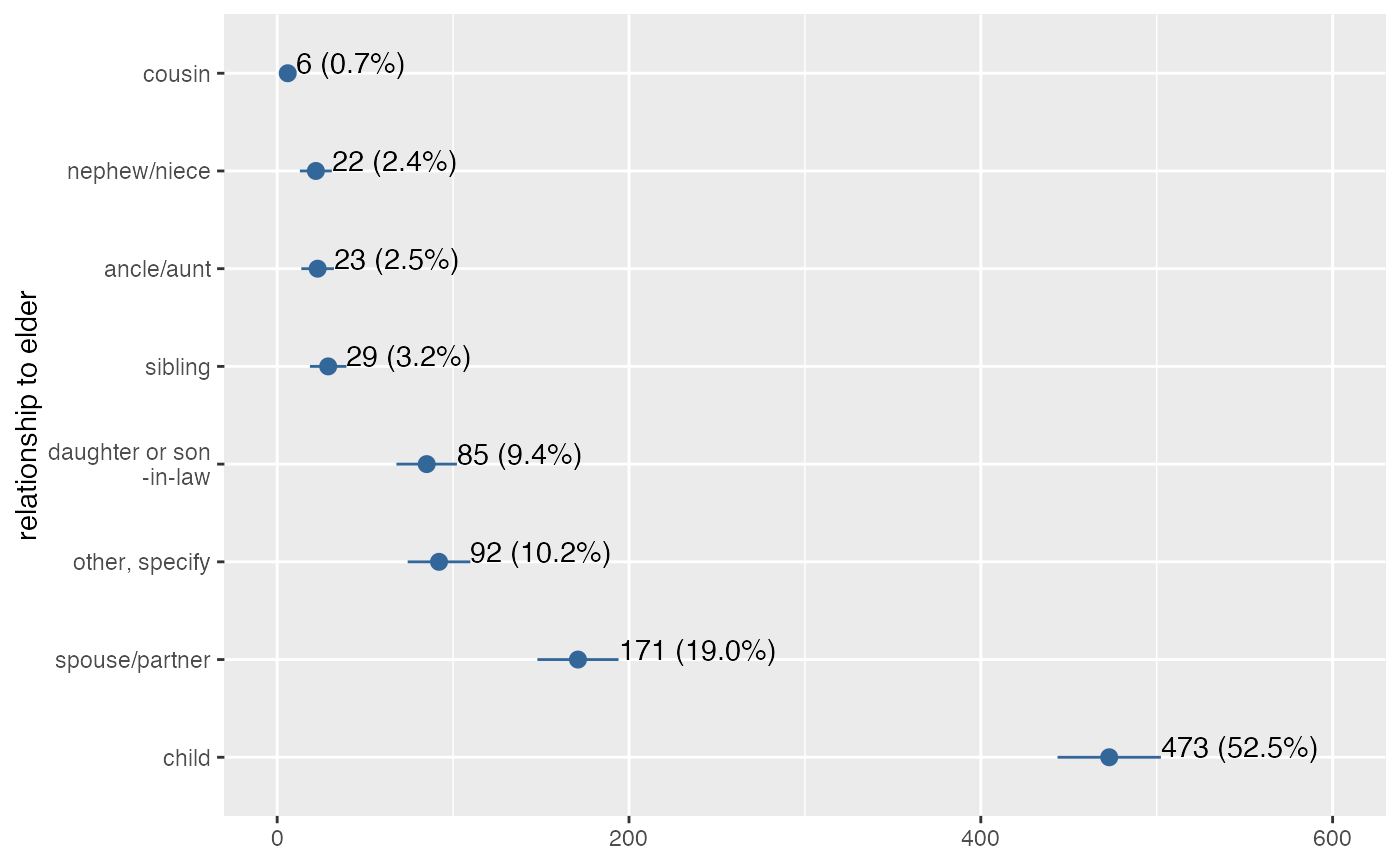 cousin
6 (0.7%)
nephew/niece
22 (2.4%)
ancle/aunt
23 (2.5%)
sibling
29 (3.2%)
daughter or son
-in-law
85 (9.4%)
other, specify
92 (10.2%)
spouse/partner
171 (19.0%)
child
473 (52.5%)
relationship to elder
0 200 400 600